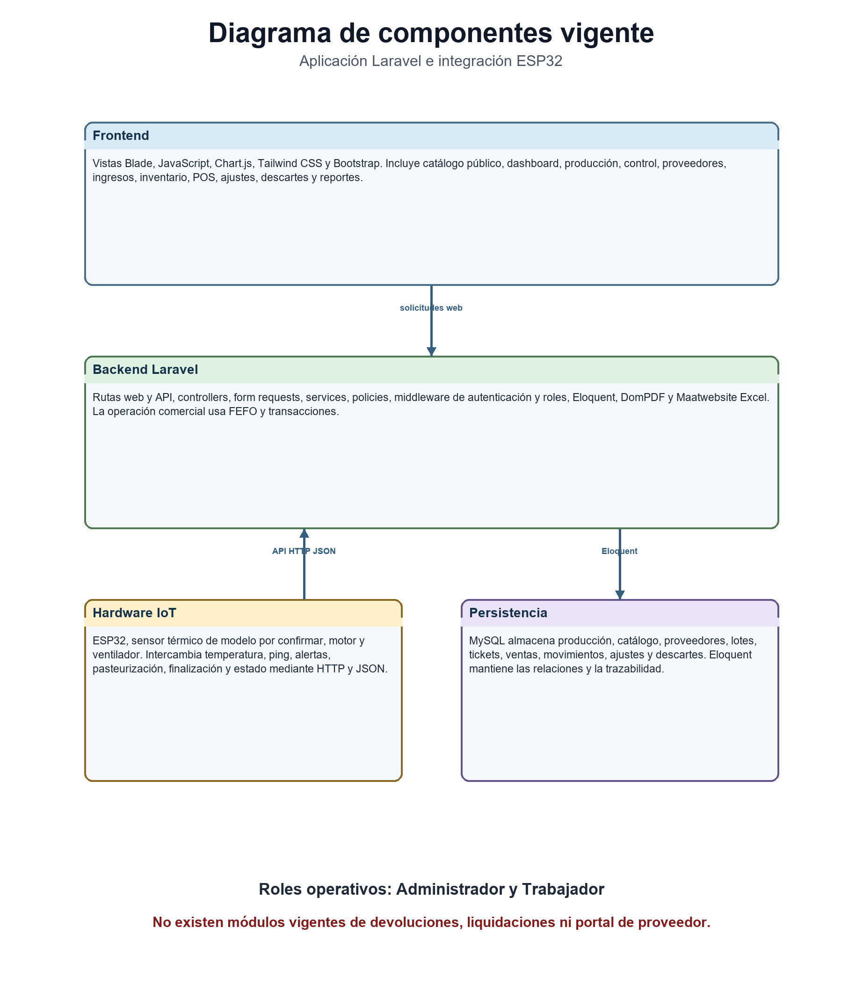 Diagrama de componentes vigente
Aplicación Laravel e integración ESP32
Frontend
Vistas Blade, JavaScript, Chart.js, Tailwind CSS y Bootstrap. Incluye catálogo público, dashboard, producción, control, proveedores,
ingresos, inventario, POS, ajustes, descartes y reportes.
solicitudes web
Backend Laravel
Rutas web y API, controllers, form requests, services, policies, middleware de autenticación y roles, Eloquent, DomPDF y Maatwebsite Excel.
La operación comercial usa FEFO y transacciones.
API HTTP JSON
Eloquent
Hardware IoT
ESP32, sensor térmico de modelo por confirmar, motor y
ventilador. Intercambia temperatura, ping, alertas,
pasteurización, finalización y estado mediante HTTP y JSON.
Persistencia
MySQL almacena producción, catálogo, proveedores, lotes,
tickets, ventas, movimientos, ajustes y descartes. Eloquent
mantiene las relaciones y la trazabilidad.
Roles operativos: Administrador y Trabajador
No existen módulos vigentes de devoluciones, liquidaciones ni portal de proveedor.